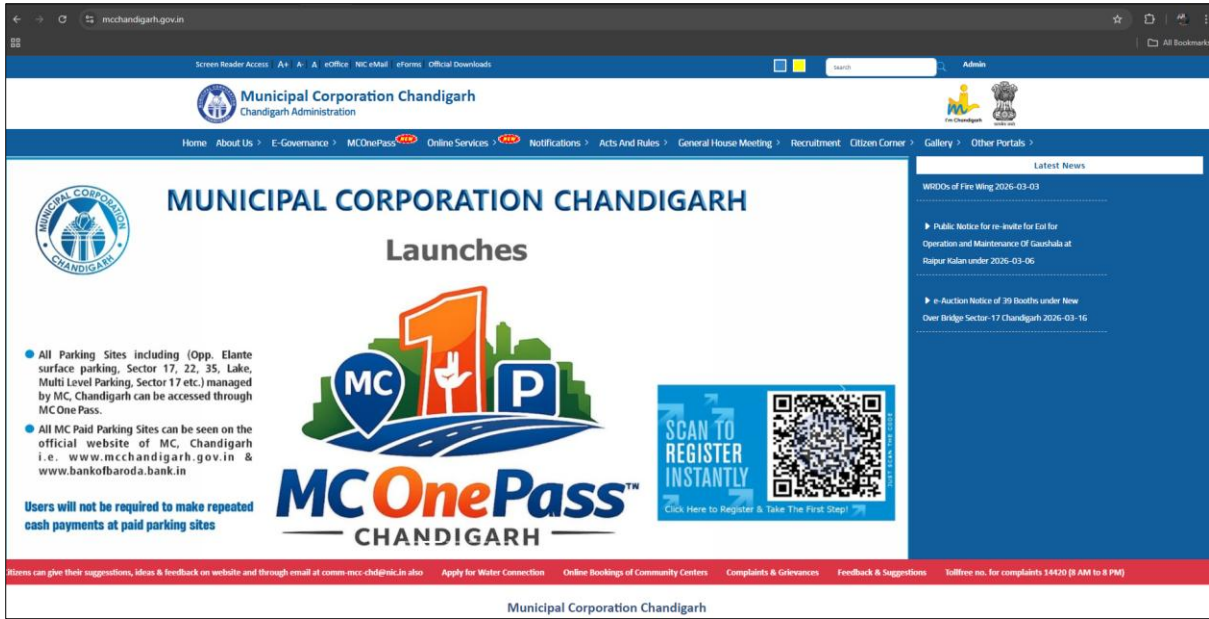 mcchandigarh.gov.in
All Bookmarks
Screen Reader Access A+ A- A eOffice NIC eMail eForms Official Downloads
Search
Admin
Municipal Corporation Chandigarh
Chandigarh Administration
I'm Chandigarh
Home About Us > E-Governance > MCOnePass NEW Online Services > NEW Notifications > Acts And Rules > General House Meeting > Recruitment Citizen Corner > Gallery > Other Portals >
MUNICIPAL CORPORATION
CHANDIGARH
MUNICIPAL CORPORATION CHANDIGARH
Launches
All Parking Sites including (Opp. Elante
surface parking, Sector 17, 22, 35, Lake,
Multi Level Parking, Sector 17 etc.) managed
by MC, Chandigarh can be accessed through
MC One Pass.
All MC Paid Parking Sites can be seen on the
official website of MC, Chandigarh
i.e. www.mcchandigarh.gov.in &
www.bankofbaroda.bank.in
Users will not be required to make repeated
cash payments at paid parking sites
MC 1 P
MC OnePass™
CHANDIGARH
SCAN TO
REGISTER
INSTANTLY
JUST SCAN THE CODE
Click Here to Register & Take The First Step!
Latest News
WRDOs of Fire Wing 2026-03-03
Public Notice for re-invite for EoI for
Operation and Maintenance Of Gaushala at
Raipur Kalan under 2026-03-06
e-Auction Notice of 39 Booths under New
Over Bridge Sector-17 Chandigarh 2026-03-16
itizens can give their suggesstions, ideas & feedback on website and through email at comm-mcc-chd@nic.in also Apply for Water Connection Online Bookings of Community Centers Complaints & Grievances Feedback & Suggestions Tollfree no. for complaints 14420 (8 AM to 8 PM)
Municipal Corporation Chandigarh